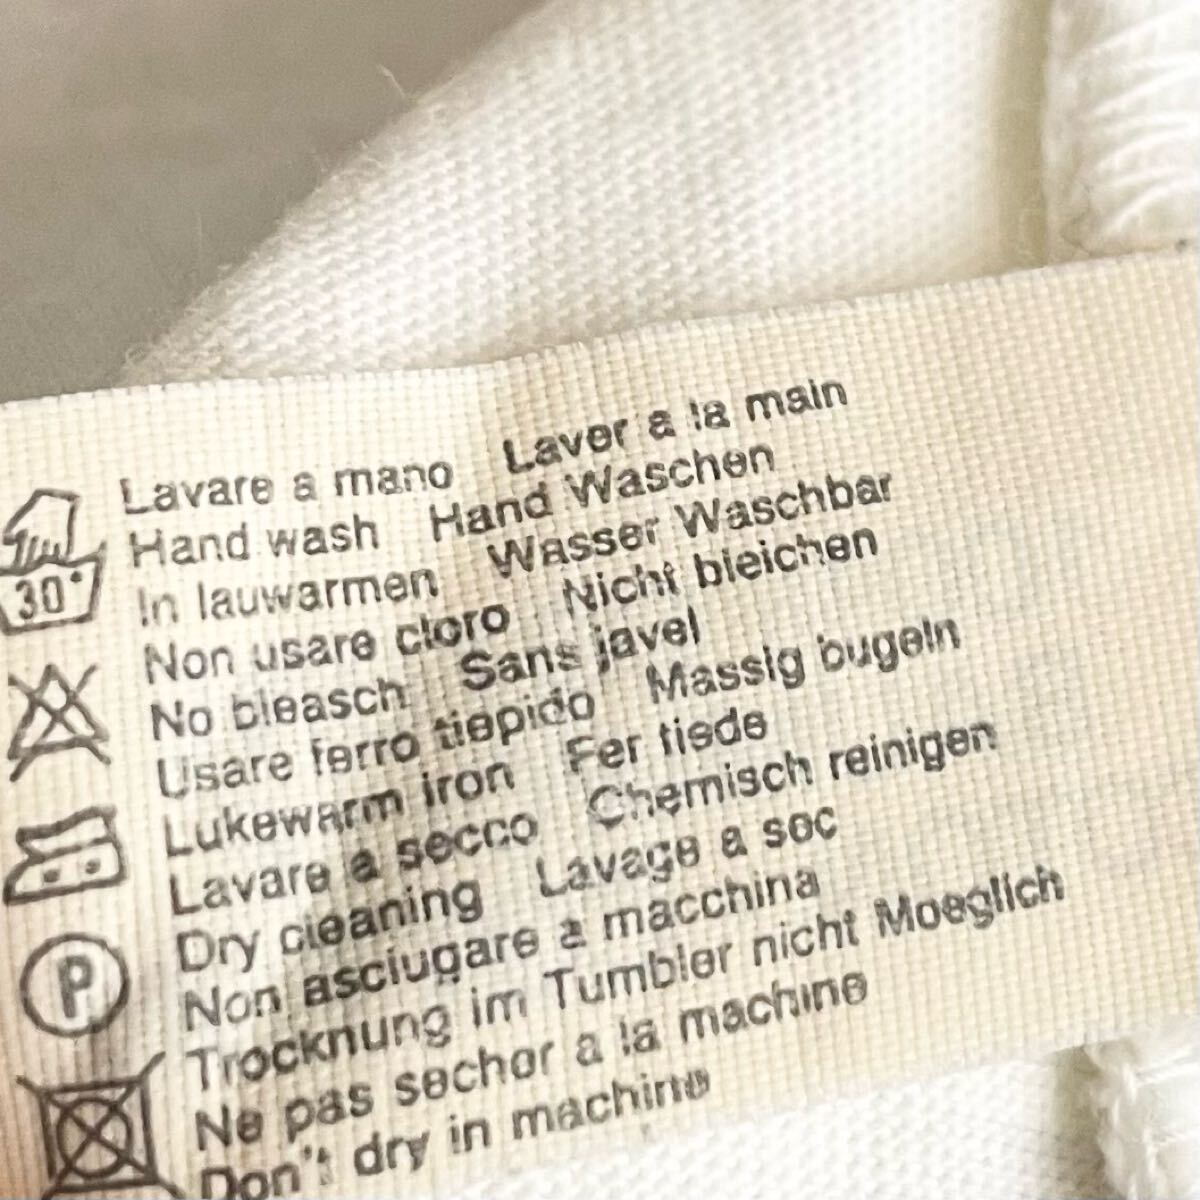 Lavare a mano Laver a la main
Hand wash Hand Waschen
30° In lauwarmen Wasser Waschbar
Non usare cloro Nicht bleichen
No bleasch Sans javel
Usare ferro tiepido Massig bugeln
Lukewarm iron Fer tiede
Lavare a secco Chemisch reinigen
Dry cleaning Lavage a sec
P Non asciugare a macchina
Trocknung im Tumbler nicht Moeglich
Ne pas secher a la machine
Don't dry in machine